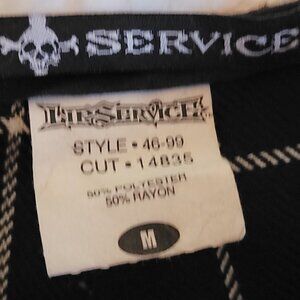 SERVICE
LIP SERVICE
STYLE • 46-99
CUT • 14835
50% POLYESTER
50% RAYON
M